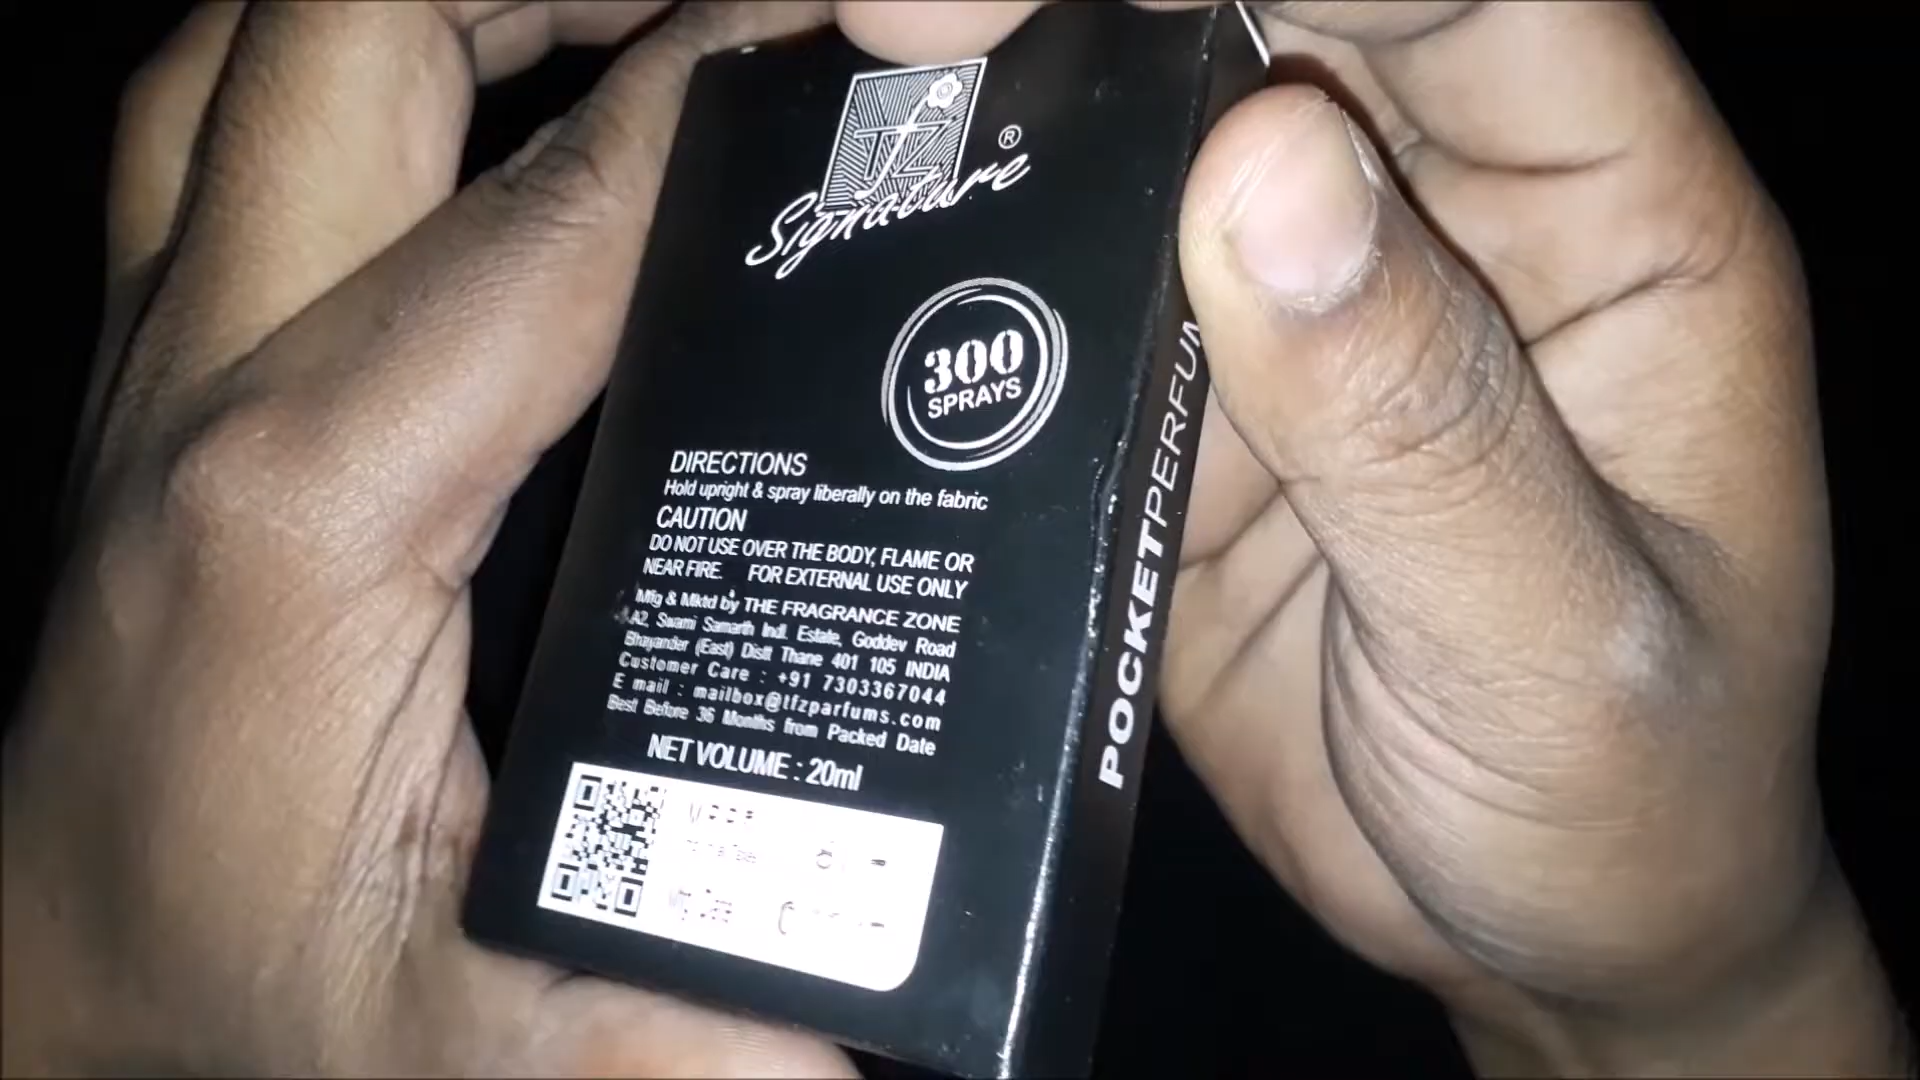 TFZ
Signature ®
300
SPRAYS
DIRECTIONS
Hold upright & spray liberally on the fabric
CAUTION
DO NOT USE OVER THE BODY, FLAME OR
NEAR FIRE. FOR EXTERNAL USE ONLY
Mfg & Mktd by THE FRAGRANCE ZONE
A2, Swami Samarth Indl. Estate, Goddev Road
Bhayander (East) Distt Thane 401 105 INDIA
Customer Care : +91 7303367044
E mail : mailbox@tfzparfums.com
Best Before 36 Months from Packed Date
NET VOLUME : 20ml
Mfg. Date
POCKETPERFUM